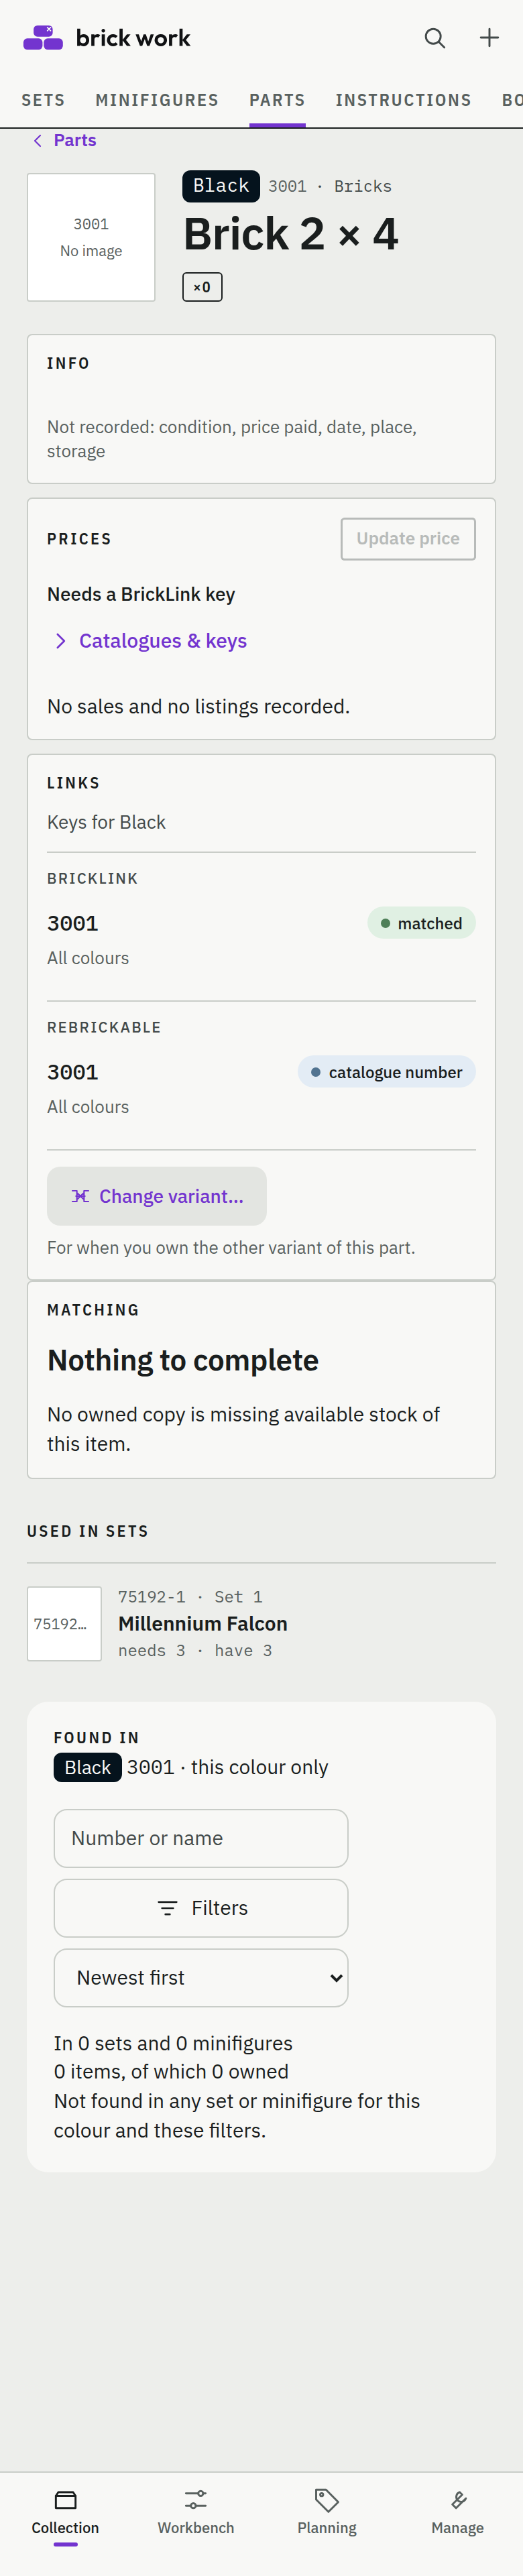 brick work
SETS MINIFIGURES PARTS INSTRUCTIONS BO
Parts
3001
No image
Black 3001 · Bricks
Brick 2 × 4
×0
INFO
Not recorded: condition, price paid, date, place,
storage
PRICES
Update price
Needs a BrickLink key
Catalogues & keys
No sales and no listings recorded.
LINKS
Keys for Black
BRICKLINK
3001
matched
All colours
REBRICKABLE
3001
catalogue number
All colours
Change variant…
For when you own the other variant of this part.
MATCHING
Nothing to complete
No owned copy is missing available stock of
this item.
USED IN SETS
75192…
75192-1 · Set 1
Millennium Falcon
needs 3 · have 3
FOUND IN
Black 3001 · this colour only
Number or name
Filters
Newest first
In 0 sets and 0 minifigures
0 items, of which 0 owned
Not found in any set or minifigure for this
colour and these filters.
Collection Workbench Planning Manage